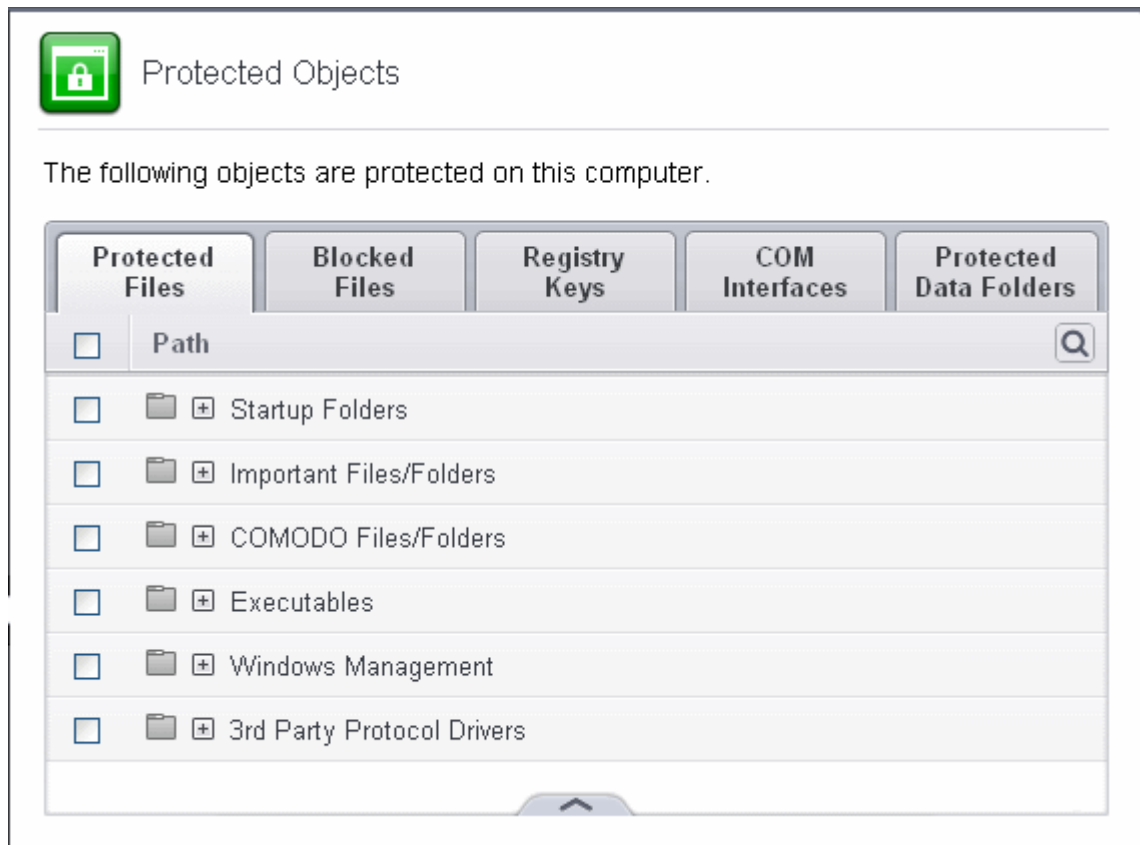 Protected Objects
The following objects are protected on this computer.
Protected Files
Blocked Files
Registry Keys
COM Interfaces
Protected Data Folders
Path
Startup Folders
Important Files/Folders
COMODO Files/Folders
Executables
Windows Management
3rd Party Protocol Drivers